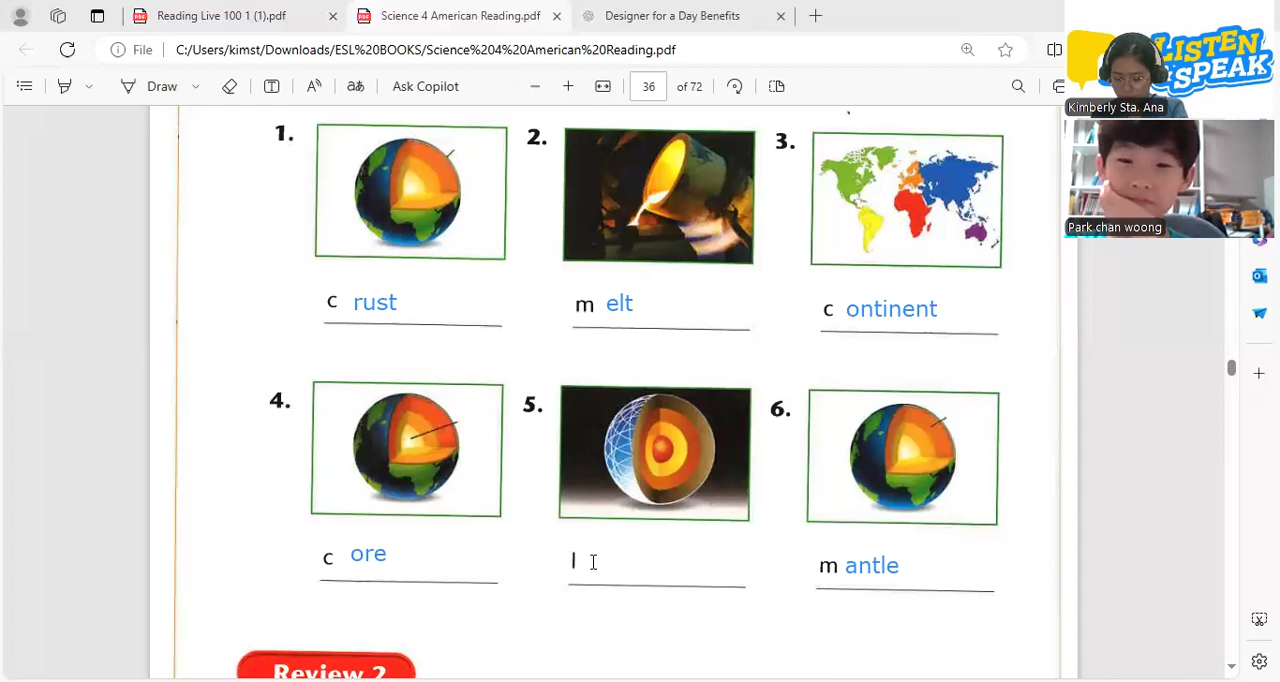 Reading Live 100 1 (1).pdf
Science 4 American Reading.pdf
Designer for a Day Benefits
File
C:/Users/kimst/Downloads/ESL%20BOOKS/Science%204%20American%20Reading.pdf
Draw
Ask Copilot
36 of 72
LISTEN
SPEAK
Kimberly Sta. Ana
Park chan woong
1.
2.
3.
c rust
m elt
c ontinent
4.
5.
6.
c ore
l
m antle
Review 2